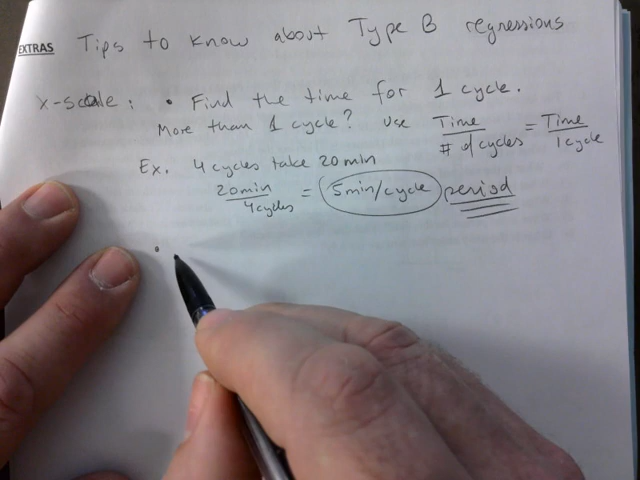 EXTRAS Tips to know about Type B regressions
x-scale: • Find the time for 1 cycle.
More than 1 cycle? use Time / # of cycles = Time / 1 cycle
Ex. 4 cycles take 20 min
20 min / 4 cycles = 5 min/cycle period
•